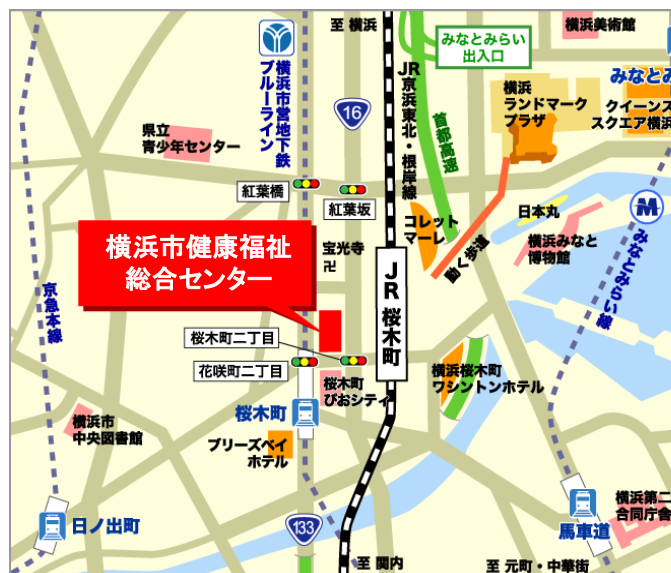 至 横浜
みなとみらい
出入口
横浜美術館
みなとみ
クイーンズ
スクエア横浜
横浜
ランドマーク
プラザ
横浜市営地下鉄
ブルーライン
16
JR
京浜東北・根岸線
首都高速
県立
青少年センター
紅葉橋
紅葉坂
コレット
マーレ
動く歩道
日本丸
横浜みなと
博物館
M
みなとみらい線
横浜市健康福祉
総合センター
宝光寺
卍
京急本線
JR 桜木町
桜木町二丁目
花咲町二丁目
桜木町
ぴおシティ
横浜桜木町
ワシントンホテル
桜木町
横浜市
中央図書館
ブリーズベイ
ホテル
日ノ出町
133
馬車道
横浜第二
合同庁舎
至 関内
至 元町・中華街